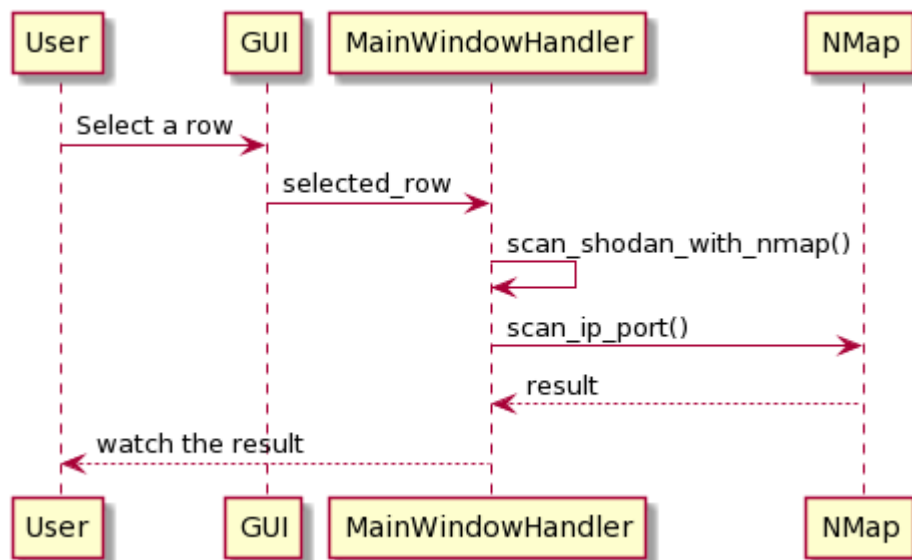 User GUI MainWindowHandler NMap
Select a row
selected_row
scan_shodan_with_nmap()
scan_ip_port()
result
watch the result
User GUI MainWindowHandler NMap